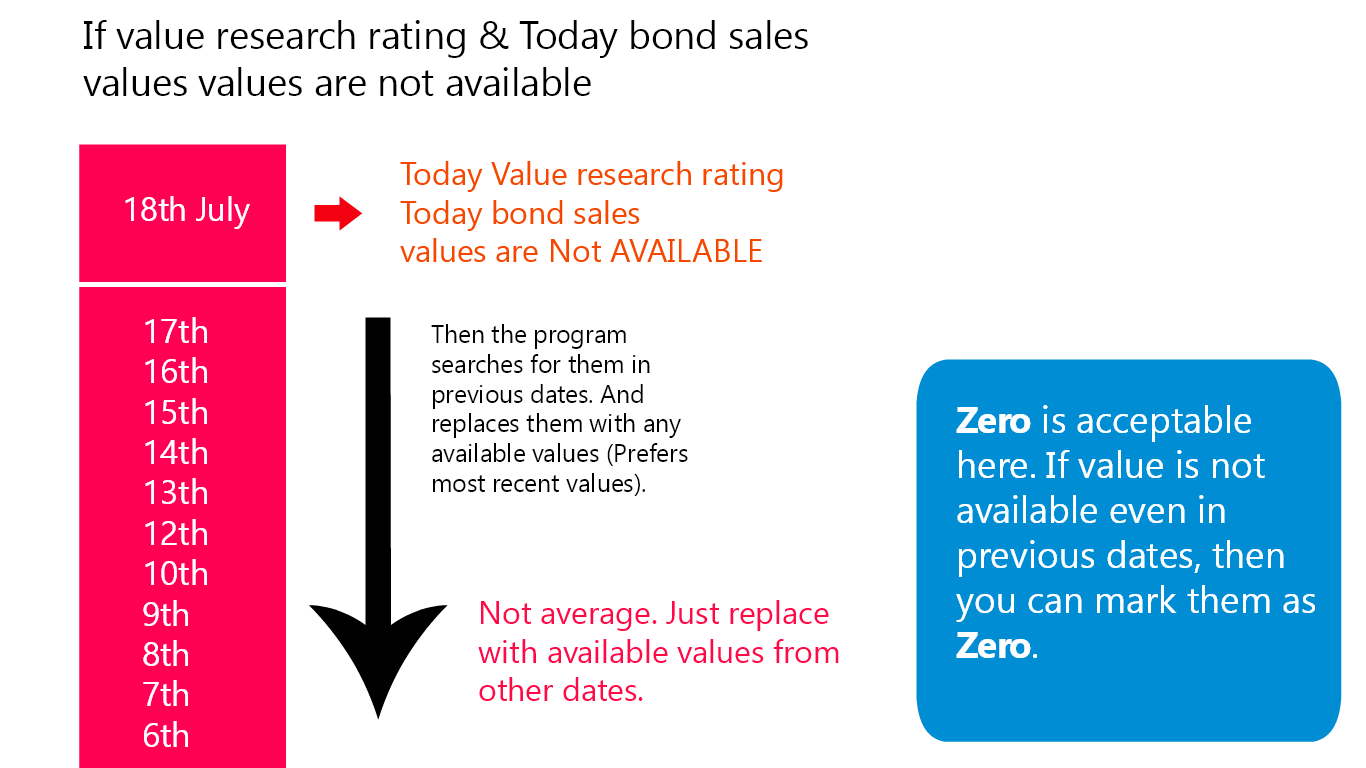 If value research rating & Today bond sales
values values are not available
18th July
Today Value research rating
Today bond sales
values are Not AVAILABLE
17th
16th
15th
14th
13th
12th
10th
9th
8th
7th
6th
Then the program
searches for them in
previous dates. And
replaces them with any
available values (Prefers
most recent values).
Not average. Just replace
with available values from
other dates.
Zero is acceptable
here. If value is not
available even in
previous dates, then
you can mark them as
Zero.